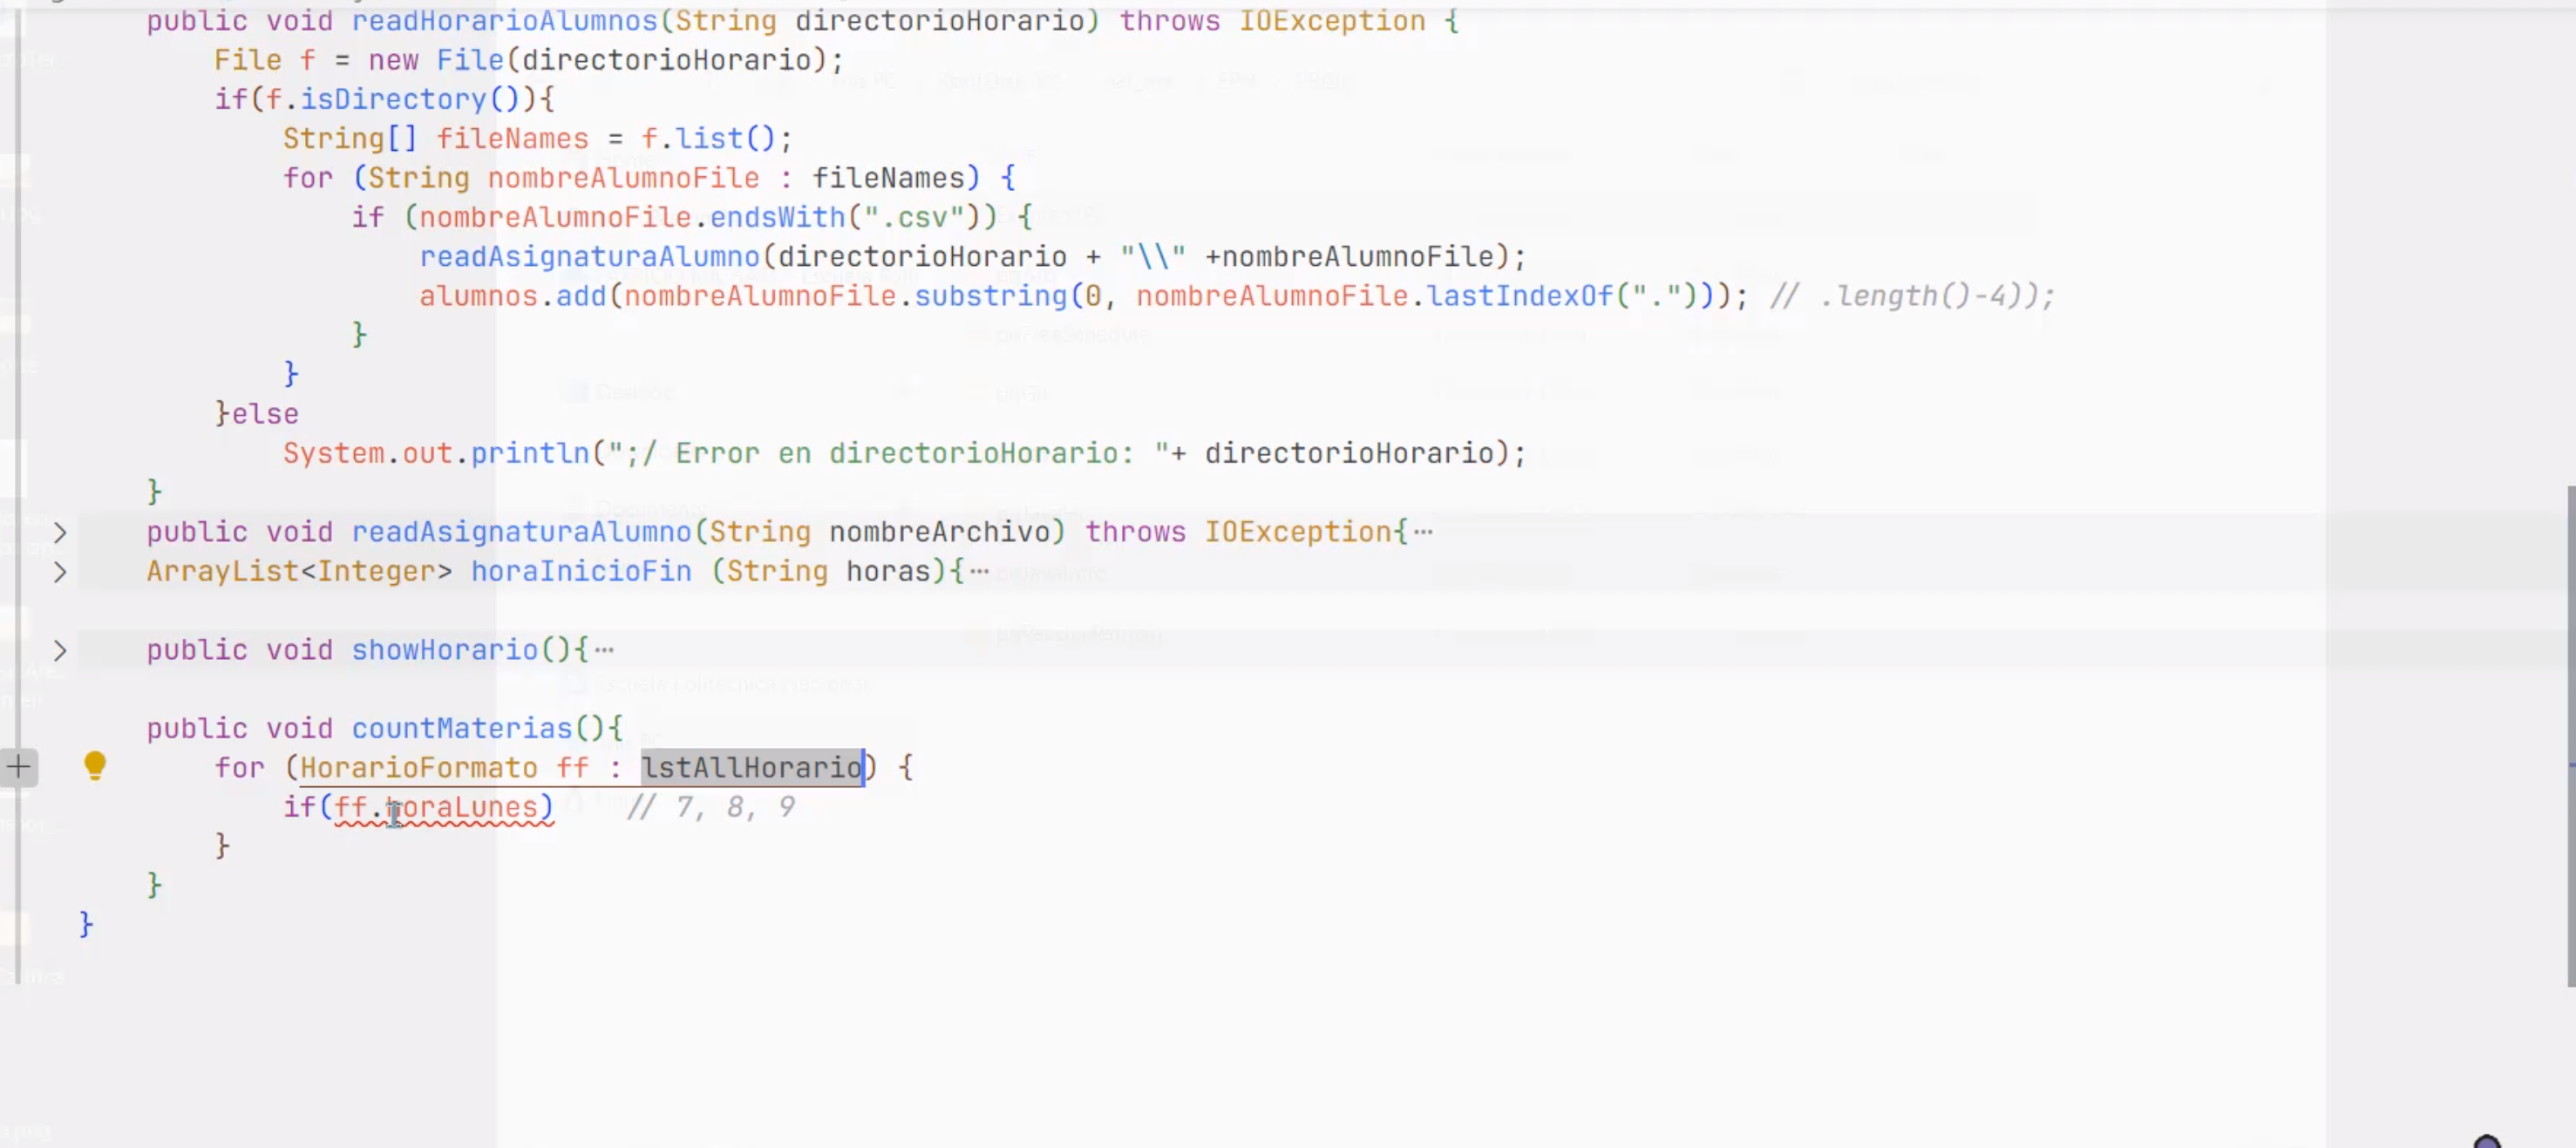 public void readHorarioAlumnos(String directorioHorario) throws IOException {
File f = new File(directorioHorario);
if(f.isDirectory()){
String[] fileNames = f.list();
for (String nombreAlumnoFile : fileNames) {
if (nombreAlumnoFile.endsWith(".csv")) {
readAsignaturaAlumno(directorioHorario + "\\" +nombreAlumnoFile);
alumnos.add(nombreAlumnoFile.substring(0, nombreAlumnoFile.lastIndexOf("."))); // .length()-4));
}
}
}else
System.out.println(";/ Error en directorioHorario: "+ directorioHorario);
}
public void readAsignaturaAlumno(String nombreArchivo) throws IOException{…
ArrayList<Integer> horaInicioFin (String horas){…
public void showHorario(){…
public void countMaterias(){
for (HorarioFormato ff : lstAllHorario) {
if(ff.horaLunes) // 7, 8, 9
}
}
}